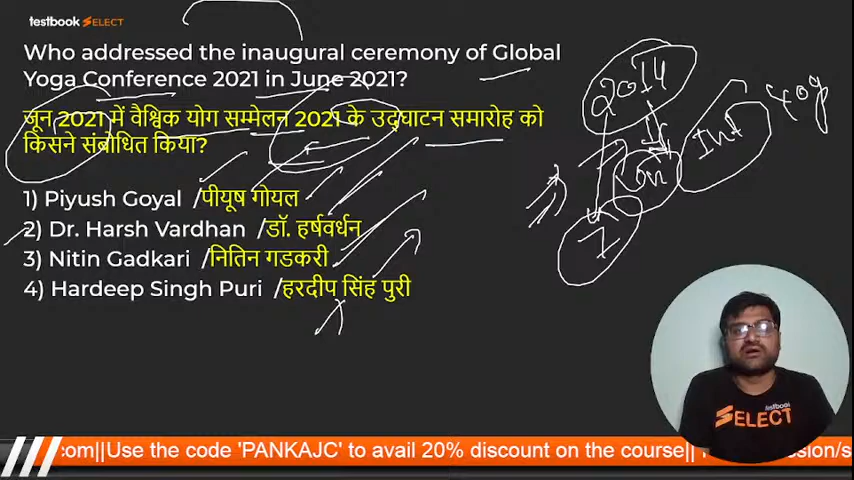 testbook SELECT
Who addressed the inaugural ceremony of Global
Yoga Conference 2021 in June 2021?
जून 2021 में वैश्विक योग सम्मेलन 2021 के उद्घाटन समारोह को
किसने संबोधित किया?
1) Piyush Goyal /पीयूष गोयल
2) Dr. Harsh Vardhan /डॉ. हर्षवर्धन
3) Nitin Gadkari /नितिन गडकरी
4) Hardeep Singh Puri /हरदीप सिंह पुरी
2014
Int
testbook
SELECT
com||Use the code 'PANKAJC' to avail 20% discount on the course||